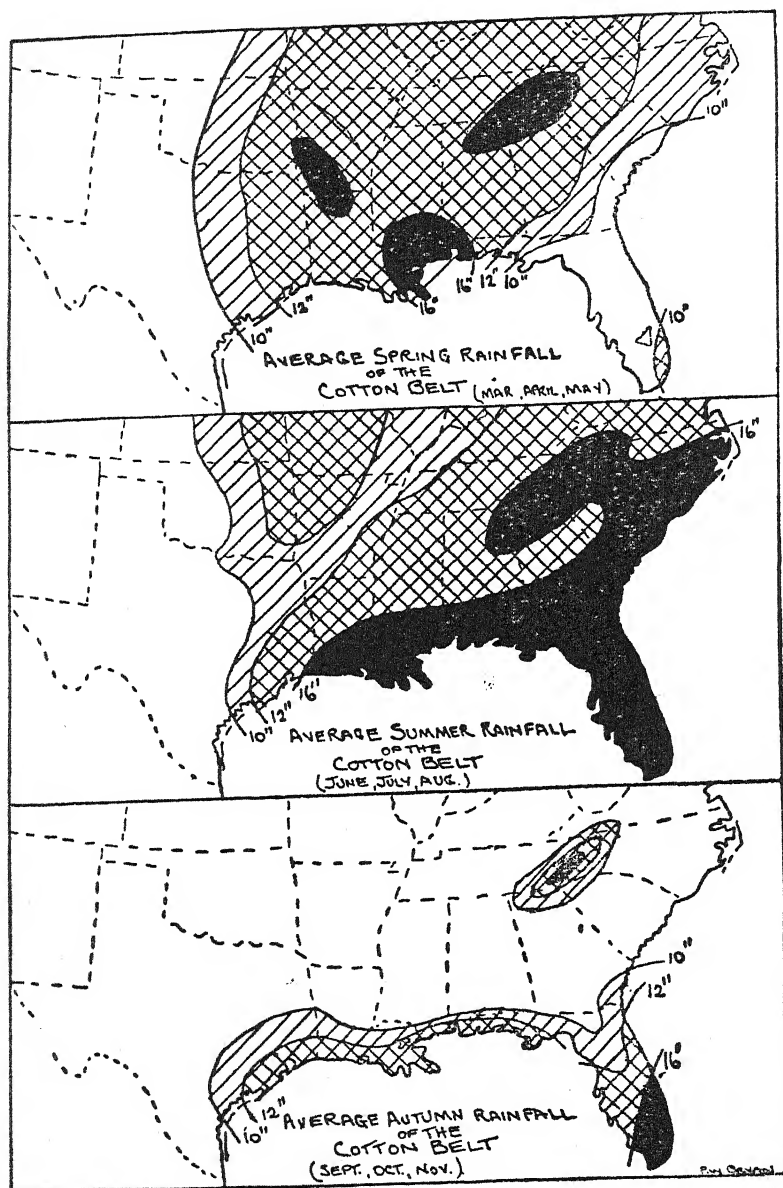 10"
10"
12"
16"
16"
12"
10"
10"
AVERAGE SPRING RAINFALL
OF THE
COTTON BELT (MAR, APRIL, MAY)
16"
10"
12"
16"
AVERAGE SUMMER RAINFALL
OF THE
COTTON BELT
(JUNE, JULY, AUG.)
10"
12"
16"
12"
10"
AVERAGE AUTUMN RAINFALL
OF THE
COTTON BELT
(SEPT., OCT., NOV.)